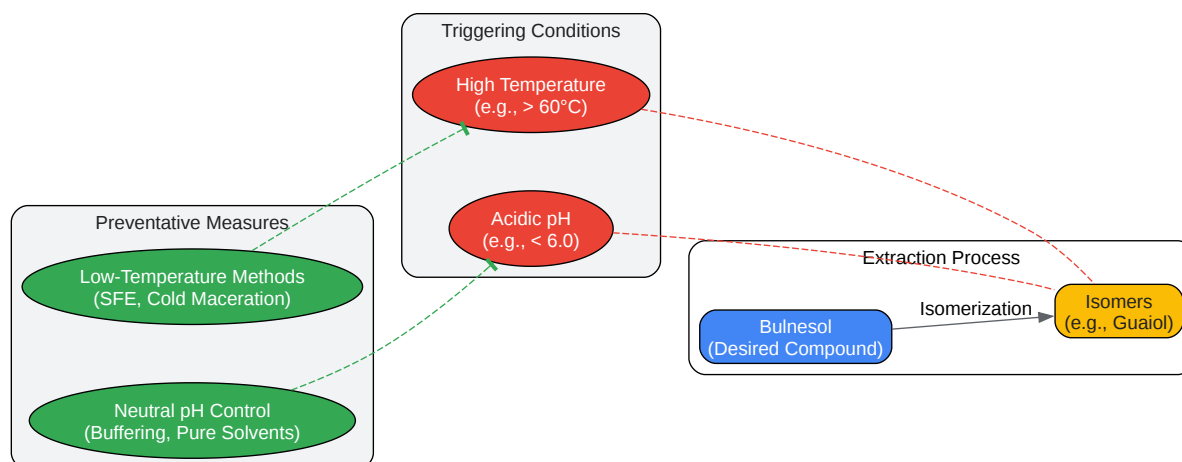 Triggering Conditions
High Temperature
(e.g., > 60°C)
Acidic pH
(e.g., < 6.0)
Preventative Measures
Low-Temperature Methods
(SFE, Cold Maceration)
Neutral pH Control
(Buffering, Pure Solvents)
Extraction Process
Bulnesol
(Desired Compound)
Isomerization
Isomers
(e.g., Guaiol)